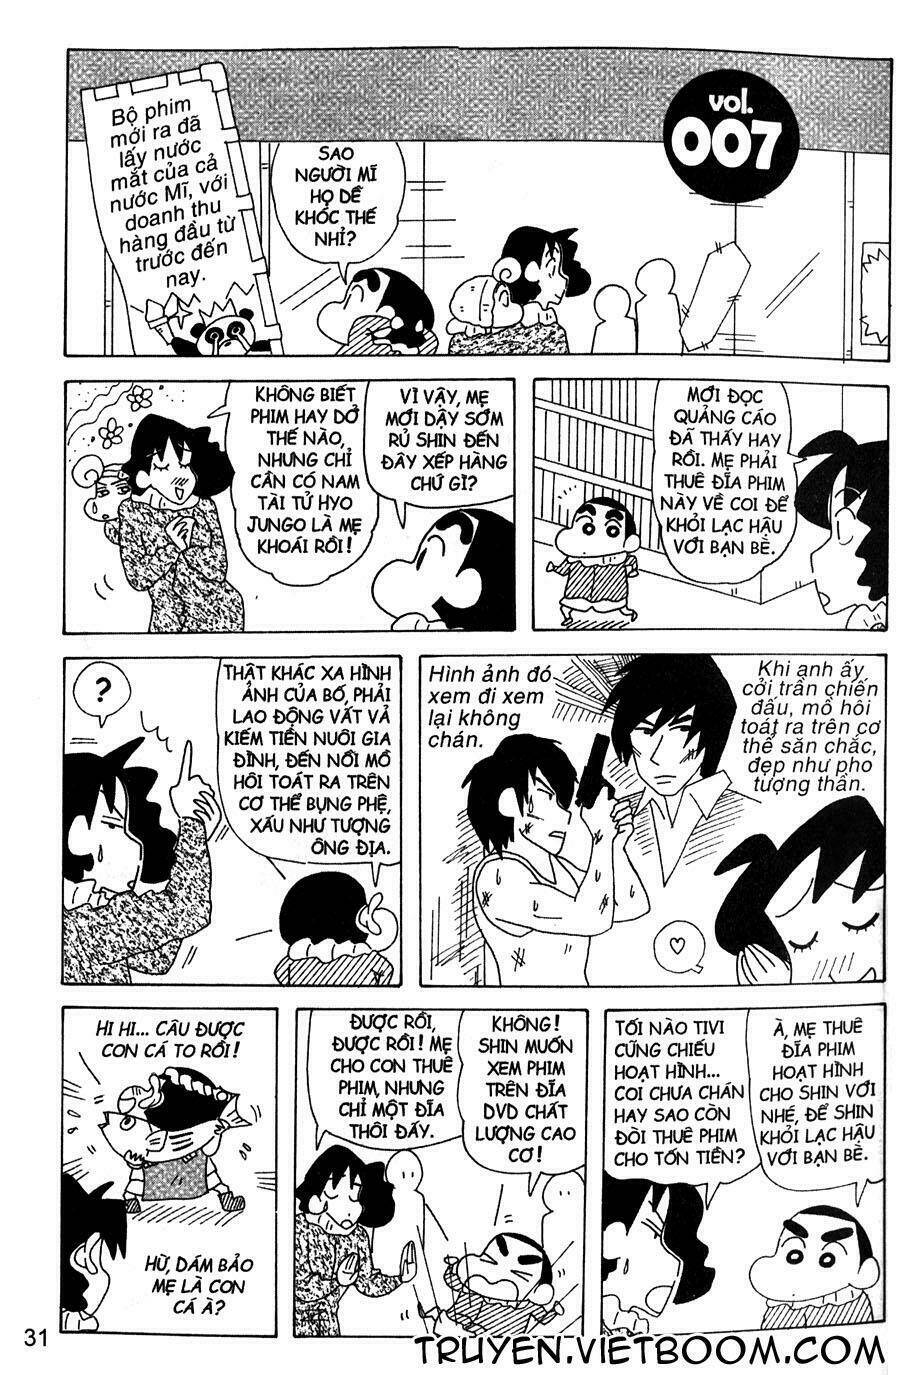 vol.
007
Bộ phim
mới ra đã
lấy nước
mắt của cả
nước Mĩ, với
doanh thu
hàng đầu từ
trước đến
nay.
SAO
NGƯỜI MĨ
HỌ DỄ
KHÓC THẾ
NHỈ?
KHÔNG BIẾT
PHIM HAY DỞ
THẾ NÀO,
NHƯNG CHỈ
CẦN CÓ NAM
TÀI TỬ HYO
JUNGO LÀ MẸ
KHOÁI RỒI!
VÌ VẬY, MẸ
MỚI DẬY SỚM
RỦ SHIN ĐẾN
ĐÂY XẾP HÀNG
CHỨ GÌ?
MỚI ĐỌC
QUẢNG CÁO
ĐÃ THẤY HAY
RỒI. MẸ PHẢI
THUÊ ĐĨA PHIM
NÀY VỀ COI ĐỂ
KHỎI LẠC HẬU
VỚI BẠN BÈ.
?
THẬT KHÁC XA HÌNH
ẢNH CỦA BỐ, PHẢI
LAO ĐỘNG VẤT VẢ
KIẾM TIỀN NUÔI GIA
ĐÌNH, ĐẾN NỖI MỒ
HÔI TOÁT RA TRÊN
CƠ THỂ BỤNG PHỆ,
XẤU NHƯ TƯỢNG
ÔNG ĐỊA.
Hình ảnh đó
xem đi xem
lại không
chán.
Khi anh ấy
cởi trần chiến
đấu, mồ hôi
toát ra trên cơ
thể săn chắc,
đẹp như pho
tượng thần.
HI HI... CÂU ĐƯỢC
CON CÁ TO RỒI!
HỪ, DÁM BẢO
MẸ LÀ CON
CÁ À?
ĐƯỢC RỒI,
ĐƯỢC RỒI! MẸ
CHO CON THUÊ
PHIM, NHƯNG
CHỈ MỘT ĐĨA
THÔI ĐẤY.
KHÔNG!
SHIN MUỐN
XEM PHIM
TRÊN ĐĨA
DVD CHẤT
LƯỢNG CAO
CƠ!
TỐI NÀO TIVI
CŨNG CHIẾU
HOẠT HÌNH...
COI CHƯA CHÁN
HAY SAO CÒN
ĐÒI THUÊ PHIM
CHO TỐN TIỀN?
À, MẸ THUÊ
ĐĨA PHIM
HOẠT HÌNH
CHO SHIN VỚI
NHÉ, ĐỂ SHIN
KHỎI LẠC HẬU
VỚI BẠN BÈ.
31
TRUYEN.VIETBOOM.COM